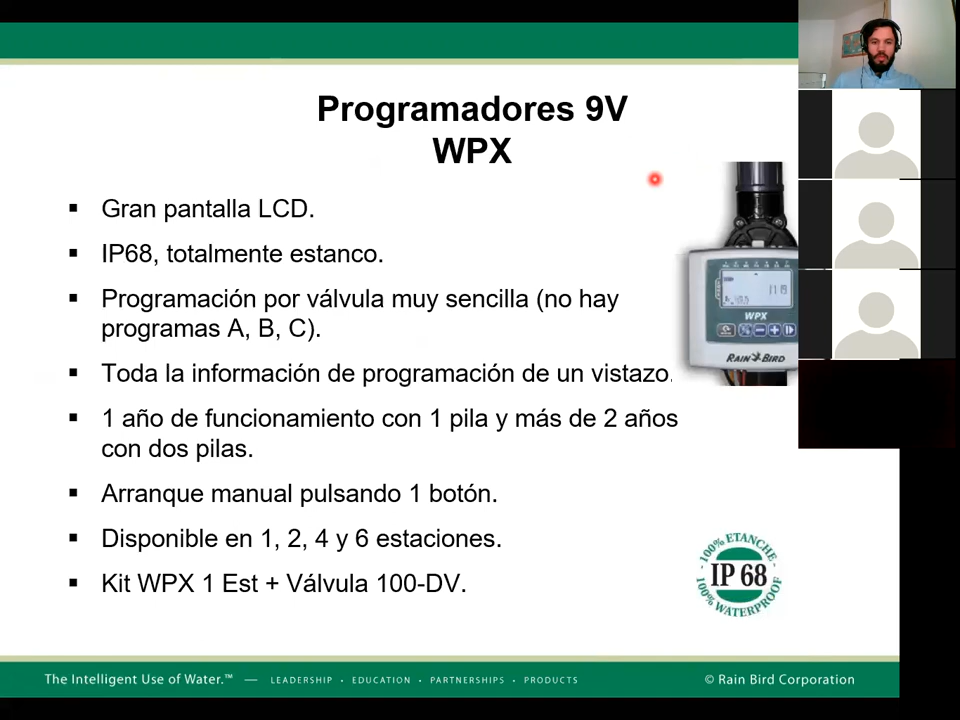 Programadores 9V
WPX
▪ Gran pantalla LCD.
▪ IP68, totalmente estanco.
▪ Programación por válvula muy sencilla (no hay
programas A, B, C).
▪ Toda la información de programación de un vistazo.
▪ 1 año de funcionamiento con 1 pila y más de 2 años
con dos pilas.
▪ Arranque manual pulsando 1 botón.
▪ Disponible en 1, 2, 4 y 6 estaciones.
▪ Kit WPX 1 Est + Válvula 100-DV.
WPX
RAIN BIRD
100% ETANCHE
IP 68
100% WATERPROOF
The Intelligent Use of Water.™ — LEADERSHIP • EDUCATION • PARTNERSHIPS • PRODUCTS
© Rain Bird Corporation